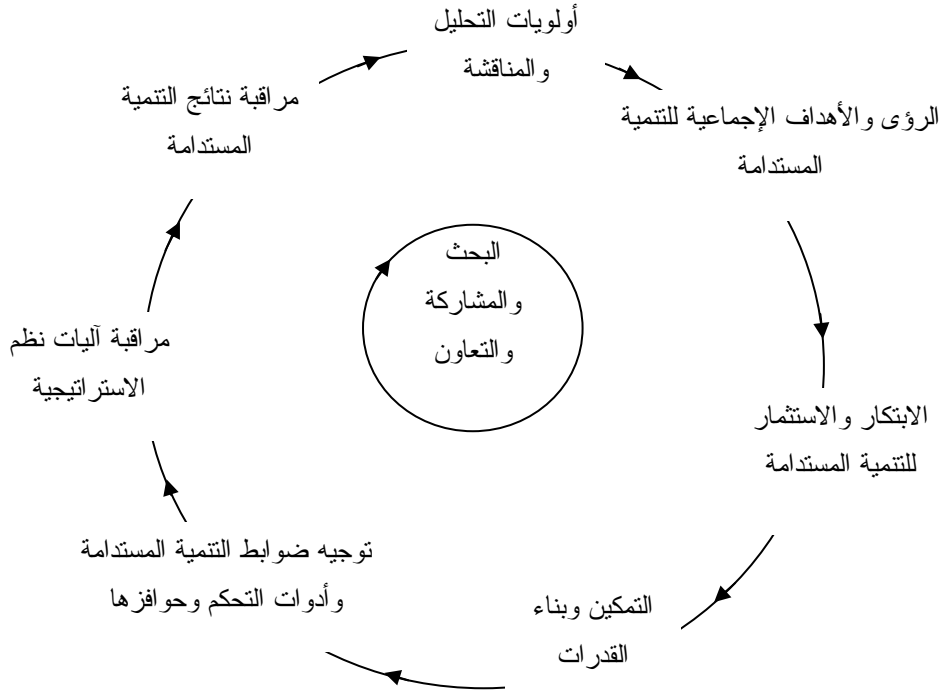 أولويات التحليل
والمناقشة
الرؤى والأهداف الإجماعية للتنمية
المستدامة
الابتكار والاستثمار
للتنمية المستدامة
التمكين وبناء
القدرات
توجيه ضوابط التنمية المستدامة
وأدوات التحكم وحوافزها
مراقبة آليات نظم
الاستراتيجية
مراقبة نتائج التنمية
المستدامة
البحث
والمشاركة
والتعاون